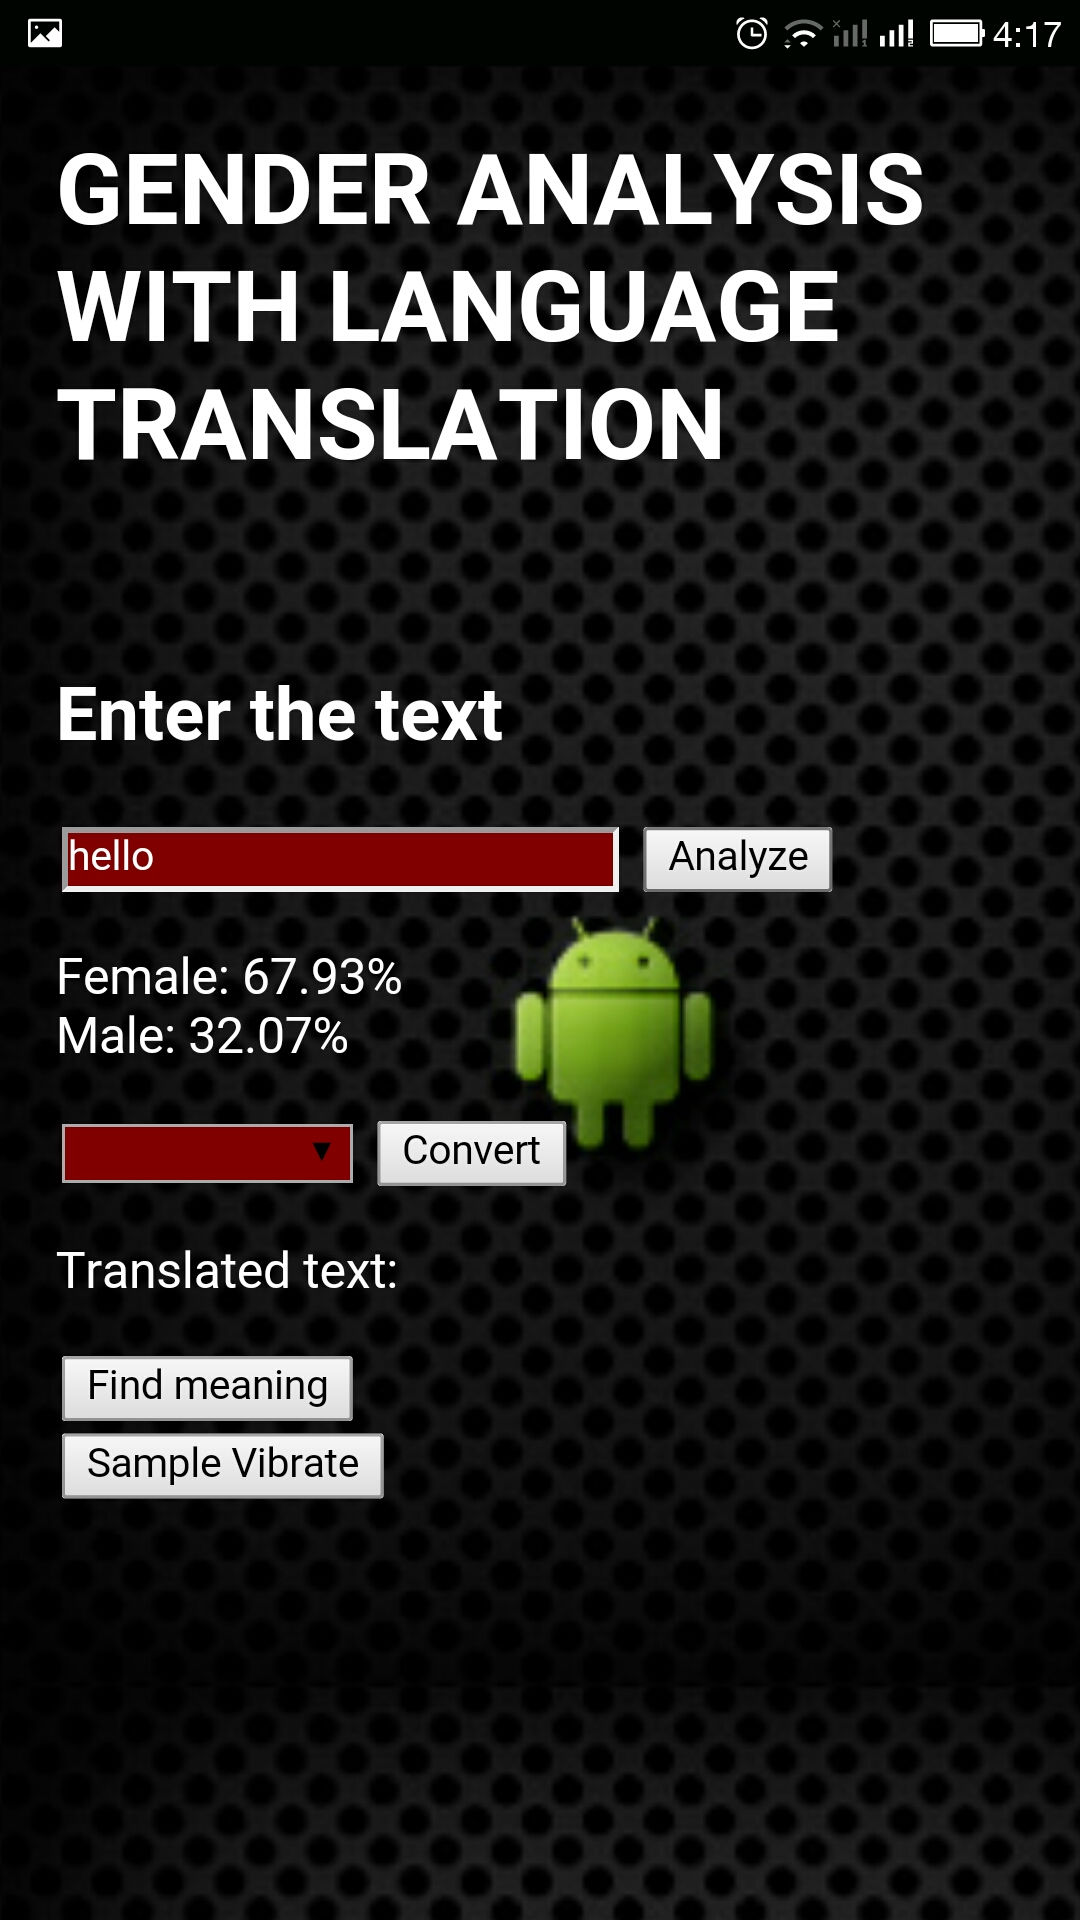 4:17
GENDER ANALYSIS
WITH LANGUAGE
TRANSLATION
Enter the text
hello Analyze
Female: 67.93%
Male: 32.07%
Convert
Translated text:
Find meaning
Sample Vibrate